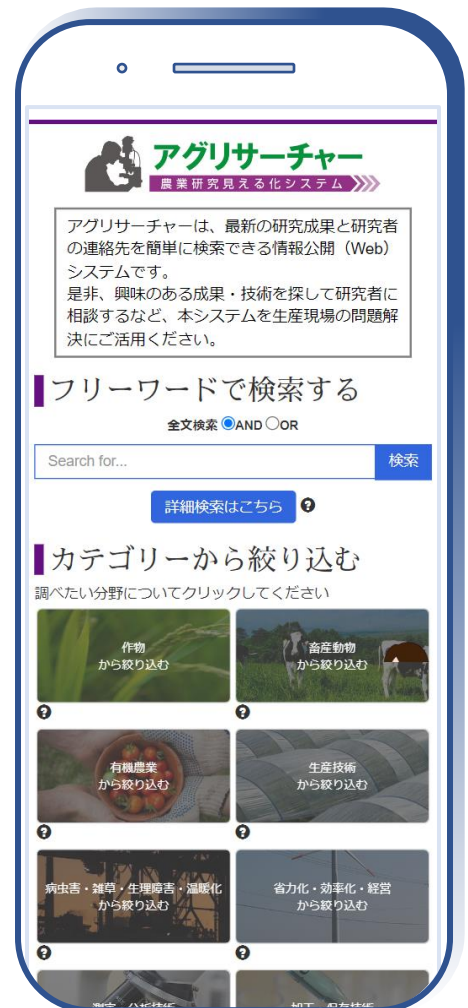 アグリサーチャー
農業研究見える化システム
アグリサーチャーは、最新の研究成果と研究者
の連絡先を簡単に検索できる情報公開（Web）
システムです。
是非、興味のある成果・技術を探して研究者に
相談するなど、本システムを生産現場の問題解
決にご活用ください。
フリーワードで検索する
全文検索 AND OR
Search for...
検索
詳細検索はこちら ?
カテゴリーから絞り込む
調べたい分野についてクリックしてください
作物
から絞り込む
?
畜産動物
から絞り込む
?
有機農業
から絞り込む
?
生産技術
から絞り込む
?
病虫害・雑草・生理障害・温暖化
から絞り込む
?
省力化・効率化・経営
から絞り込む
?
測定・分析技術
加工・保存技術